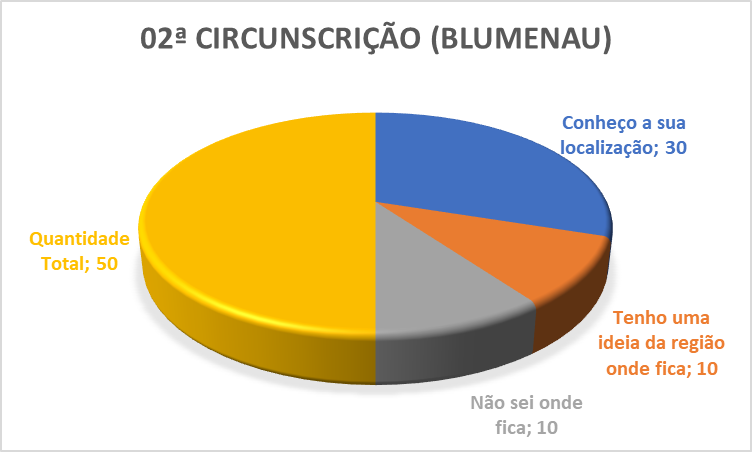 02ª CIRCUNSCRIÇÃO (BLUMENAU)
Conheço a sua
localização; 30
Quantidade
Total; 50
Tenho uma
ideia da região
onde fica; 10
Não sei onde
fica; 10